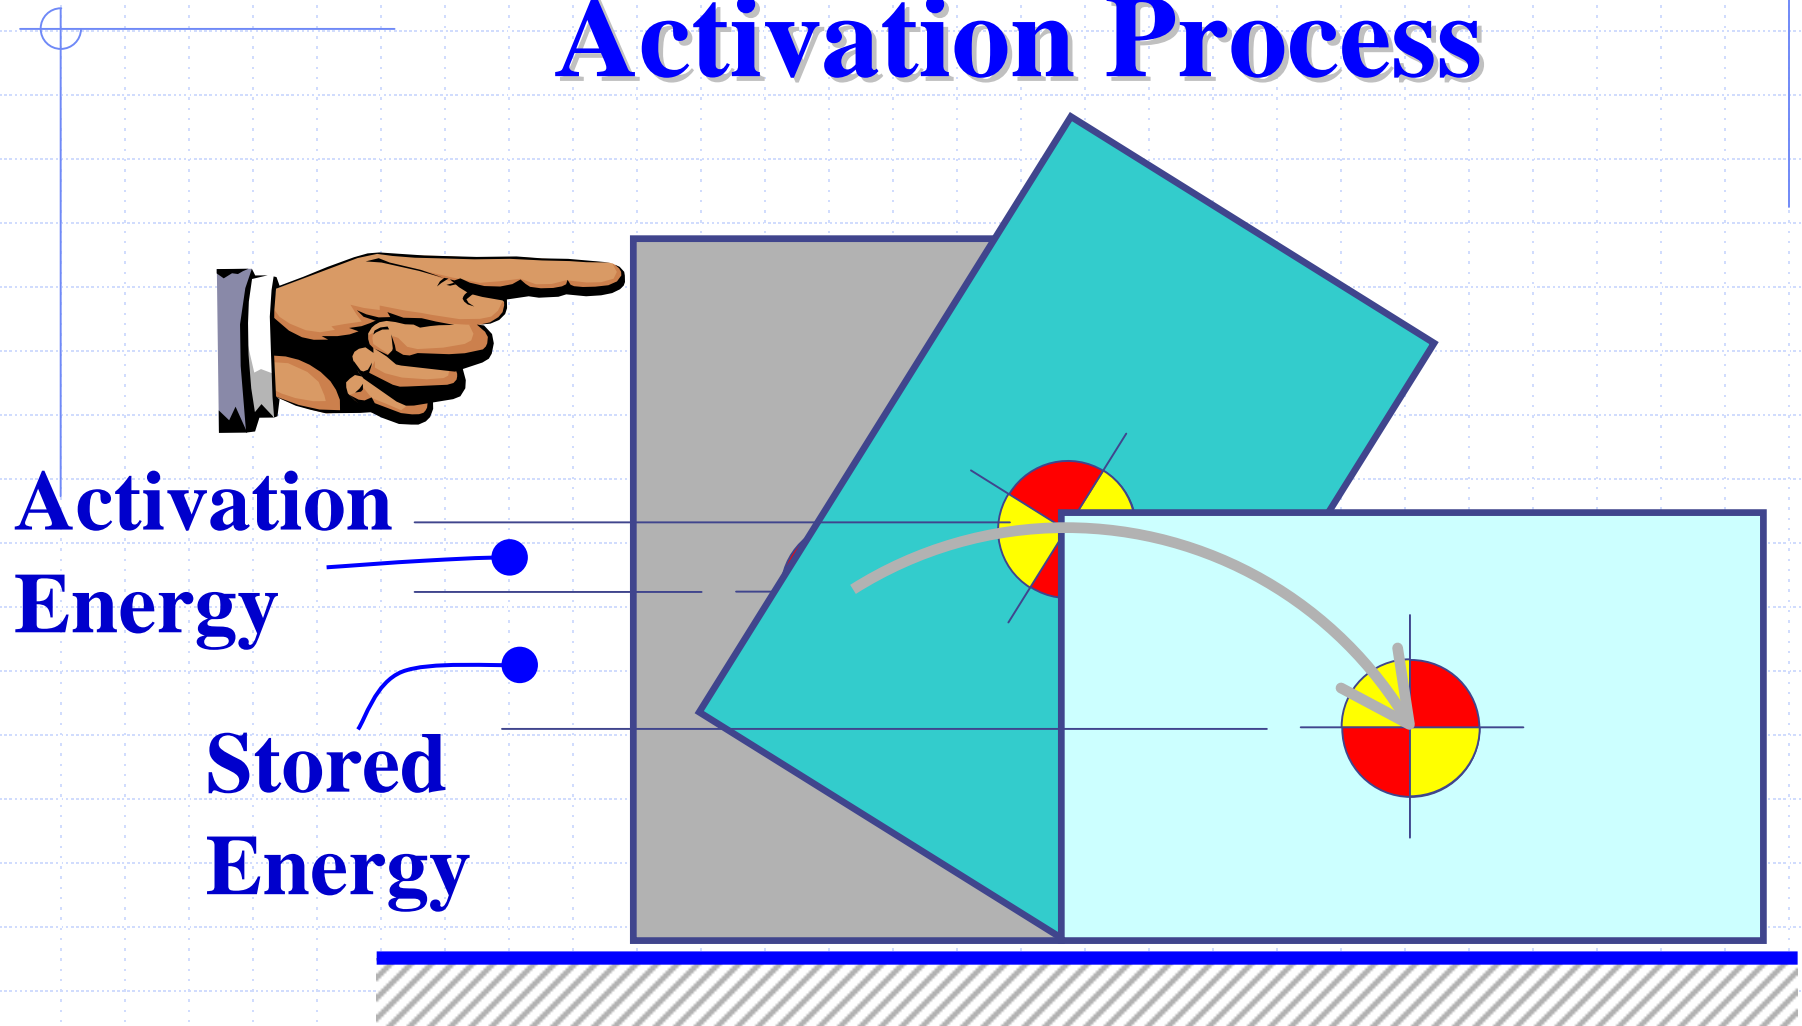 Activation Process
Activation
Energy
Stored
Energy